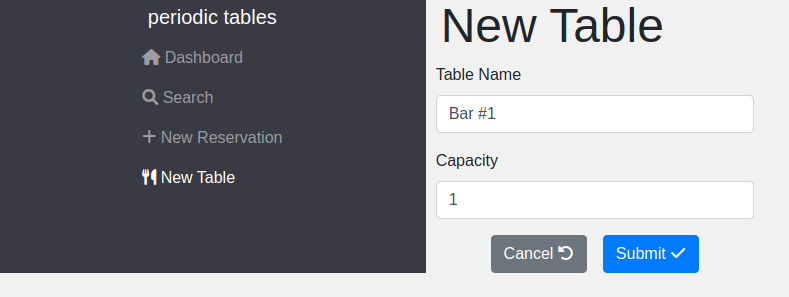 periodic tables
Dashboard
Search
New Reservation
New Table
New Table
Table Name
Bar #1
Capacity
1
Cancel
Submit